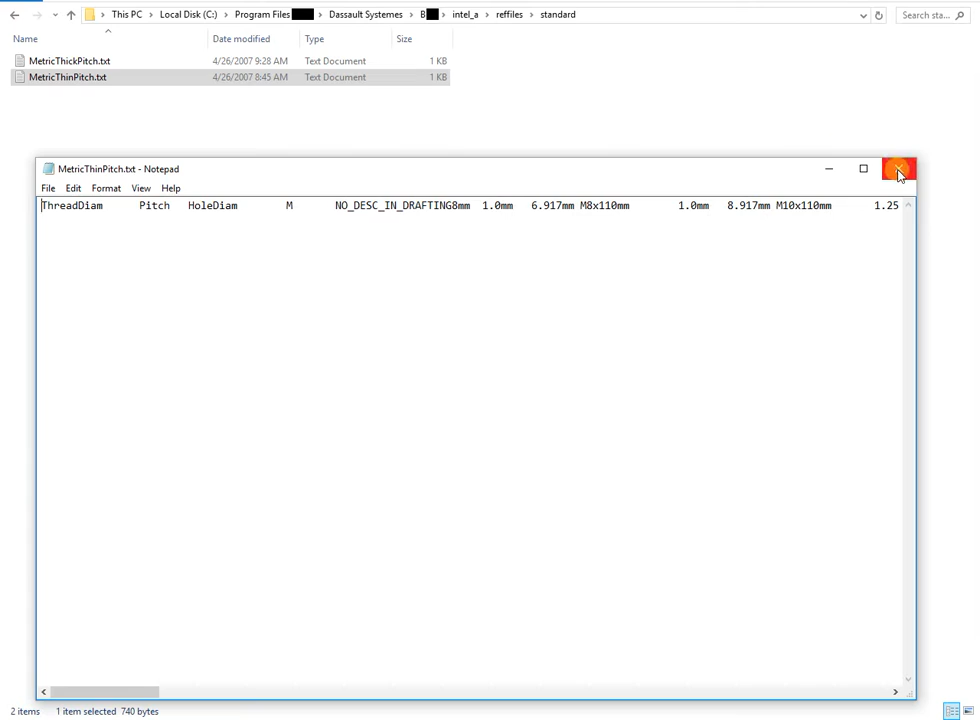 This PC > Local Disk (C:) > Program Files > Dassault Systemes > B > intel_a > reffiles > standard
Search sta...
Name Date modified Type Size
MetricThickPitch.txt 4/26/2007 9:28 AM Text Document 1 KB
MetricThinPitch.txt 4/26/2007 8:45 AM Text Document 1 KB
MetricThinPitch.txt - Notepad
File Edit Format View Help
ThreadDiam Pitch HoleDiam M NO_DESC_IN_DRAFTING8mm 1.0mm 6.917mm M8x110mm 1.0mm 8.917mm M10x110mm 1.25
2 items 1 item selected 740 bytes